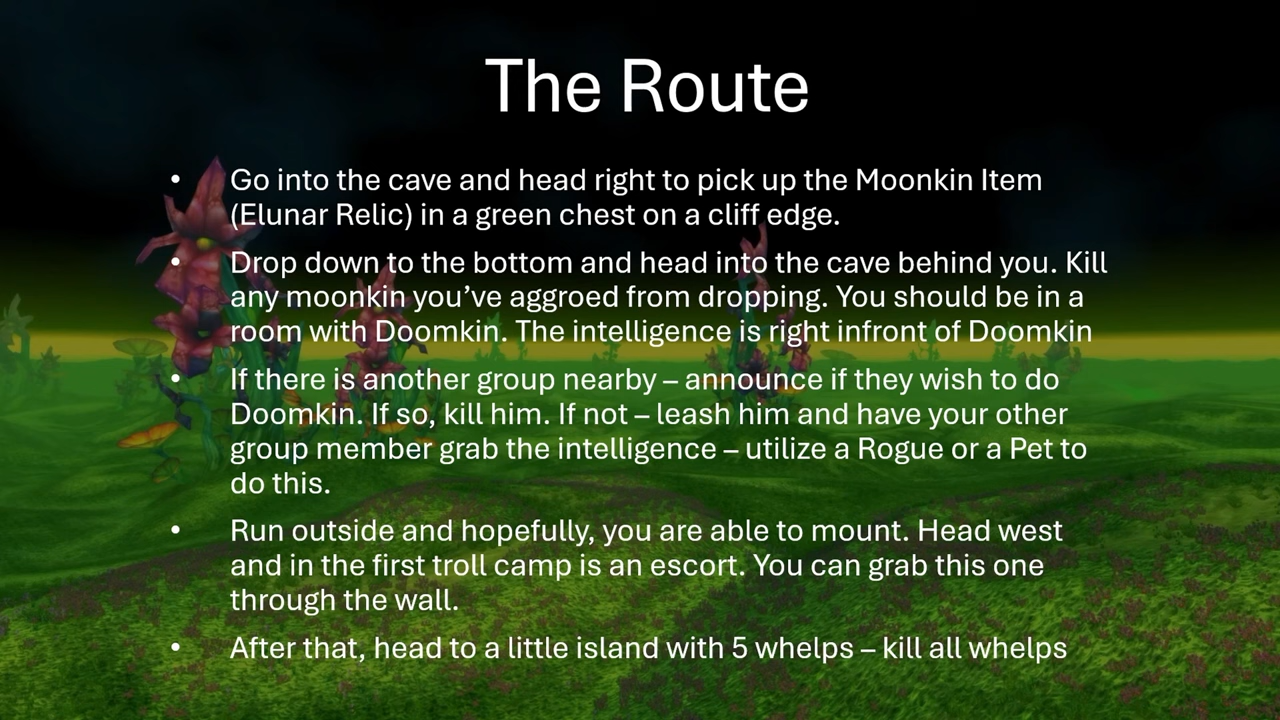 The Route
• Go into the cave and head right to pick up the Moonkin Item
(Elunar Relic) in a green chest on a cliff edge.
• Drop down to the bottom and head into the cave behind you. Kill
any moonkin you’ve aggroed from dropping. You should be in a
room with Doomkin. The intelligence is right infront of Doomkin
• If there is another group nearby – announce if they wish to do
Doomkin. If so, kill him. If not – leash him and have your other
group member grab the intelligence – utilize a Rogue or a Pet to
do this.
• Run outside and hopefully, you are able to mount. Head west
and in the first troll camp is an escort. You can grab this one
through the wall.
• After that, head to a little island with 5 whelps – kill all whelps